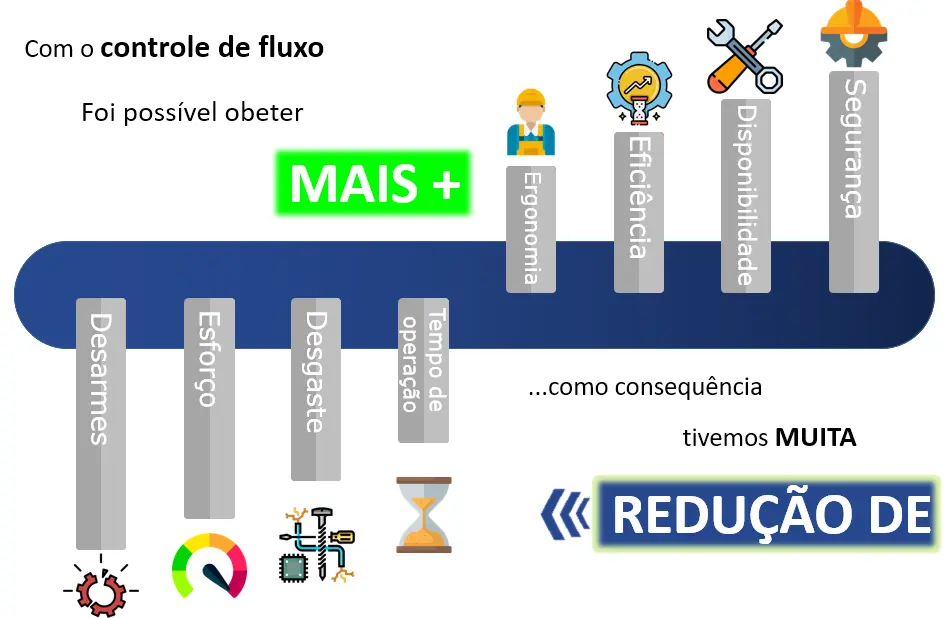 Com o controle de fluxo
Foi possível obeter
MAIS +
Ergonomia
Eficiência
Disponibilidade
Segurança
Desarmes
Esforço
Desgaste
Tempo de
operação
...como consequência
tivemos MUITA
REDUÇÃO DE